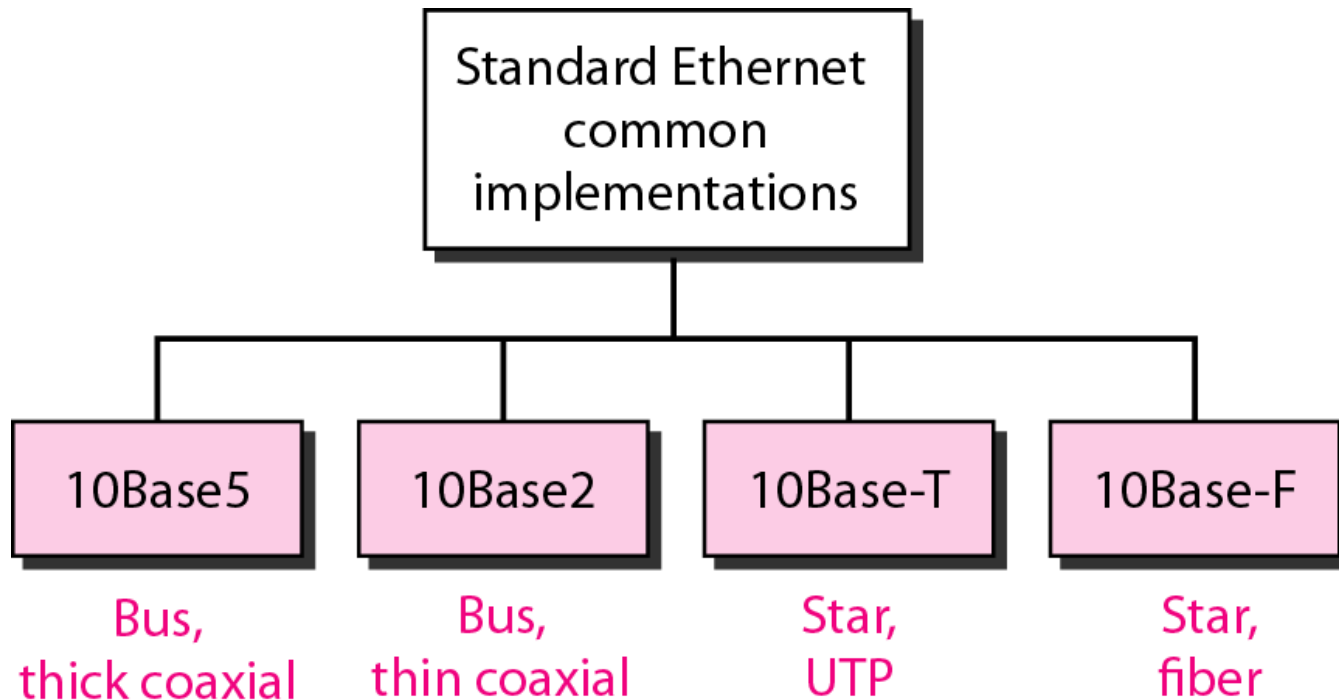 Standard Ethernet
common
implementations
10Base5
10Base2
10Base-T
10Base-F
Bus,
thick coaxial
Bus,
thin coaxial
Star,
UTP
Star,
fiber